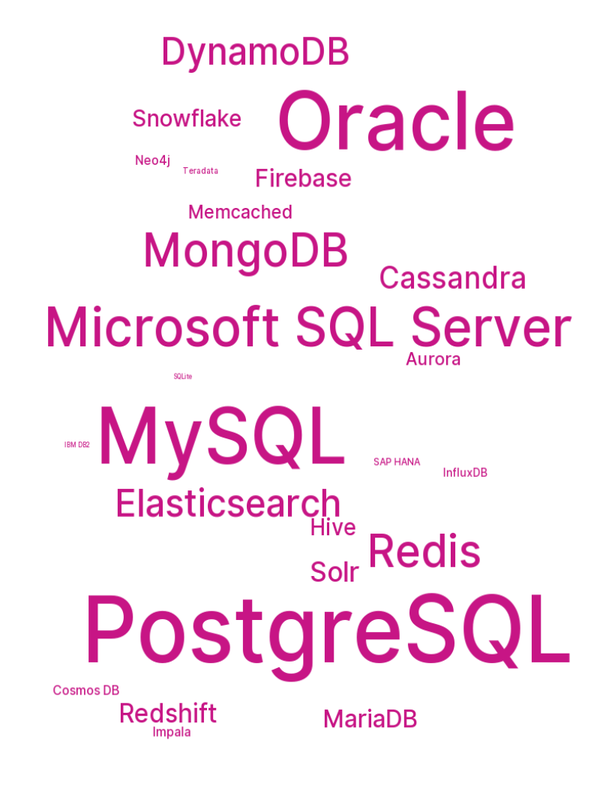 DynamoDB
Oracle
Snowflake
Neo4j
Teradata
Firebase
Memcached
MongoDB
Cassandra
Microsoft SQL Server
Aurora
SQLite
MySQL
IBM DB2
SAP HANA
InfluxDB
Elasticsearch
Hive
Redis
Solr
PostgreSQL
Cosmos DB
Redshift
MariaDB
Impala